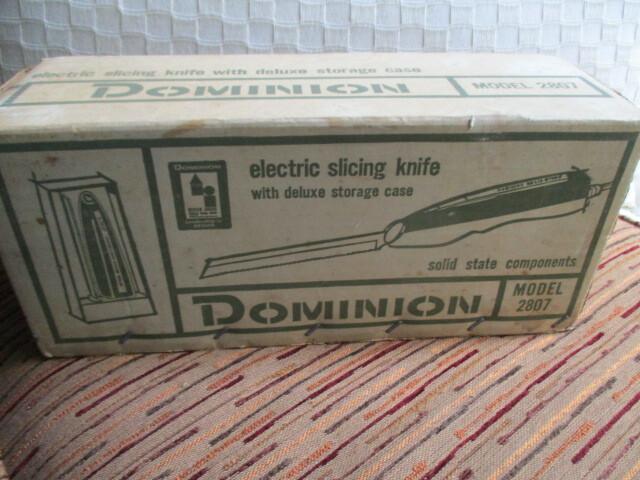 electric slicing knife with deluxe storage case
DOMINION
MODEL 2807
DOMINION
electric slicing knife
with deluxe storage case
solid state components
DOMINION
MODEL
2807